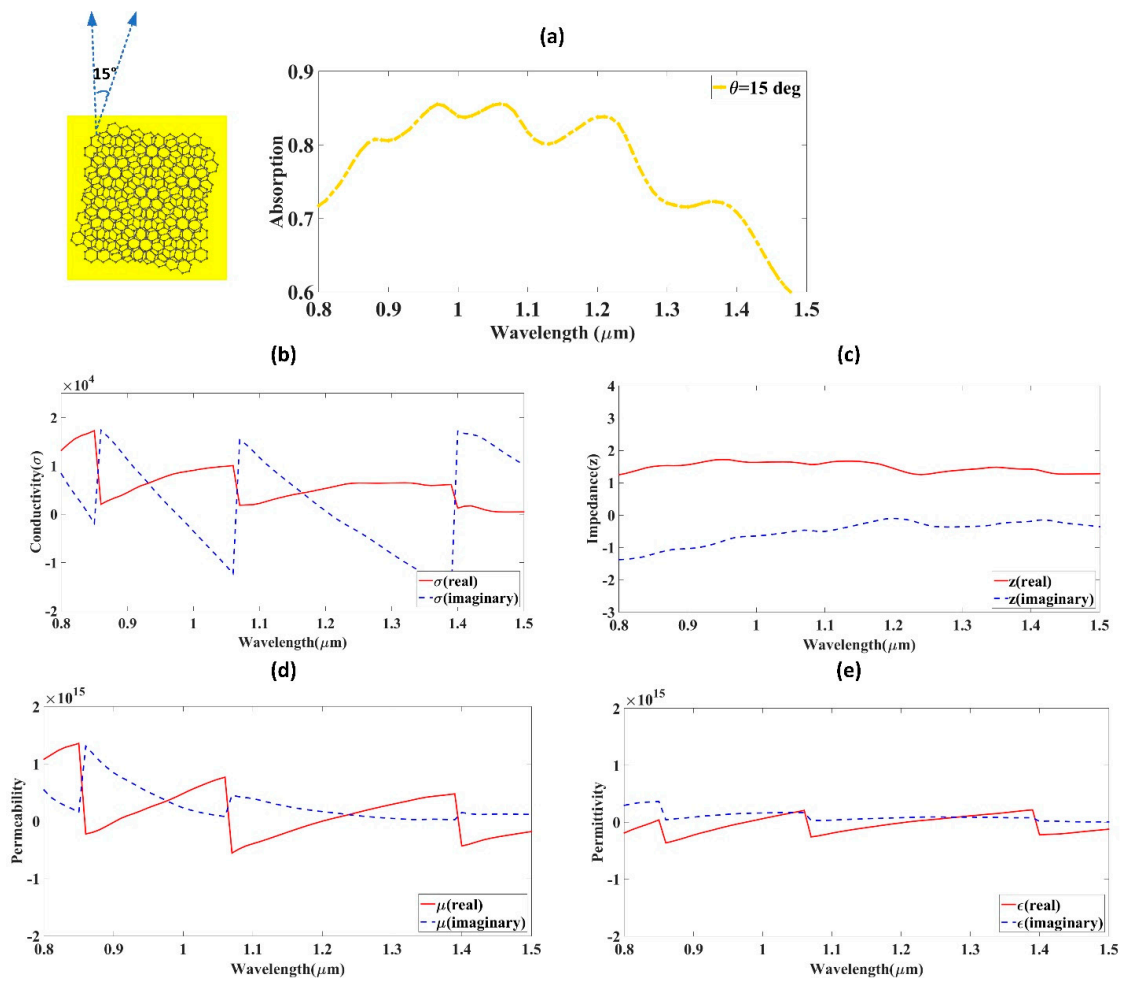 15°
(a)
0.9
0.8
0.7
0.6
Absorption
θ=15 deg
0.8 0.9 1 1.1 1.2 1.3 1.4 1.5
Wavelength (μm)
(b)
×10⁴
2
1
0
-1
-2
Conductivity(σ)
σ(real)
σ(imaginary)
0.8 0.9 1 1.1 1.2 1.3 1.4 1.5
Wavelength(μm)
(c)
4
3
2
1
0
-1
-2
-3
Impedancc(z)
z(real)
z(imaginary)
0.8 0.9 1 1.1 1.2 1.3 1.4 1.5
Wavelength(μm)
(d)
×10¹⁵
2
1
0
-1
-2
Permeability
μ(real)
μ(imaginary)
0.8 0.9 1 1.1 1.2 1.3 1.4 1.5
Wavelength(μm)
(e)
×10¹⁵
2
1
0
-1
-2
Permittivity
ϵ(real)
ϵ(imaginary)
0.8 0.9 1 1.1 1.2 1.3 1.4 1.5
Wavelength(μm)